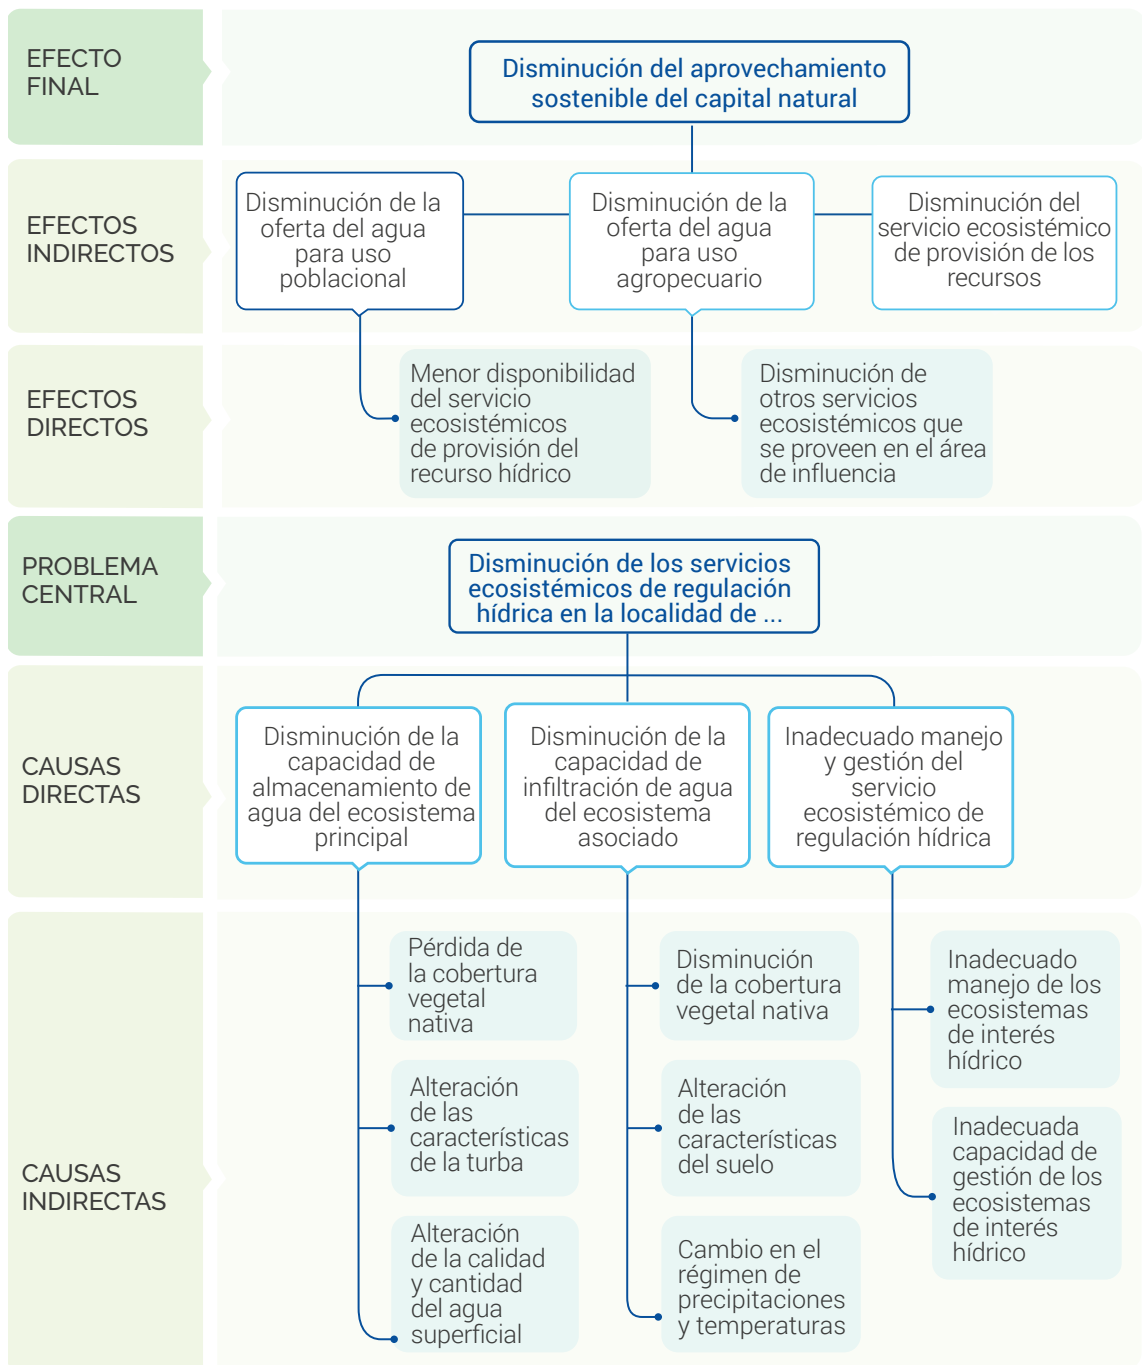 EFECTO
FINAL
Disminución del aprovechamiento
sostenible del capital natural
EFECTOS
INDIRECTOS
Disminución de la
oferta del agua
para uso
poblacional
Disminución de la
oferta del agua
para uso
agropecuario
Disminución del
servicio ecosistémico
de provisión de los
recursos
EFECTOS
DIRECTOS
Menor disponibilidad
del servicio
ecosistémicos
de provisión del
recurso hídrico
Disminución de
otros servicios
ecosistémicos que
se proveen en el área
de influencia
PROBLEMA
CENTRAL
Disminución de los servicios
ecosistémicos de regulación
hídrica en la localidad de ...
CAUSAS
DIRECTAS
Disminución de la
capacidad de
almacenamiento de
agua del ecosistema
principal
Disminución de la
capacidad de
infiltración de agua
del ecosistema
asociado
Inadecuado manejo
y gestión del
servicio
ecosistémico de
regulación hídrica
CAUSAS
INDIRECTAS
Pérdida de
la cobertura
vegetal
nativa
Alteración
de las
características
de la turba
Alteración
de la calidad
y cantidad
del agua
superficial
Disminución
de la cobertura
vegetal nativa
Alteración
de las
características
del suelo
Cambio en el
régimen de
precipitaciones
y temperaturas
Inadecuado
manejo de los
ecosistemas
de interés
hídrico
Inadecuada
capacidad de
gestión de los
ecosistemas
de interés
hídrico